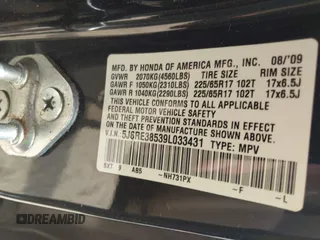 MFD. BY HONDA OF AMERICA MFG., INC. 08/'09
GVWR 2070KG(4560LBS) TIRE SIZE RIM SIZE
GAWR F 1050KG(2310LBS) 225/65R17 102T 17x6.5J
GAWR R 1040KG(2290LBS) 225/65R17 102T 17x6.5J
THIS VEHICLE CONFORMS TO ALL APPLICABLE
FEDERAL MOTOR VEHICLE SAFETY AND
THEFT PREVENTION STANDARDS IN EFFECT ON
THE DATE OF MANUFACTURE SHOWN ABOVE.
V.I.N. 5J6RE38539L033431 TYPE: MPV
EXT 9 ABS -NH731PX -F -L
DREAMBID